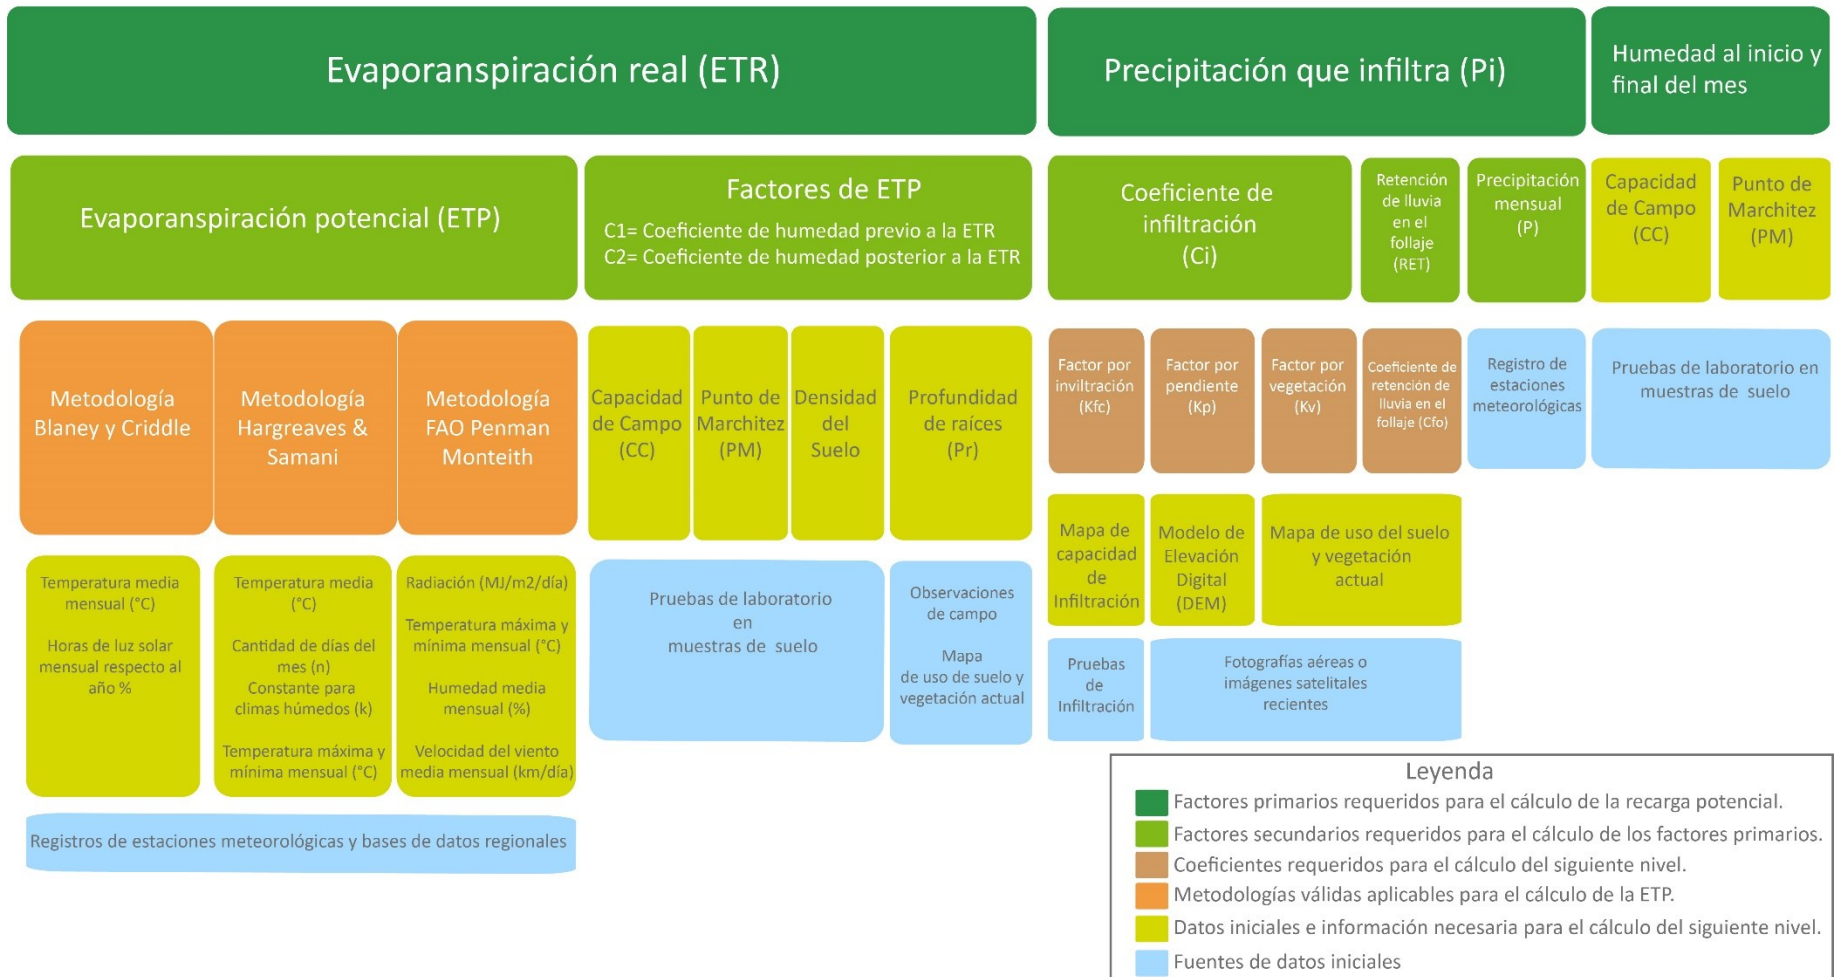 Evaporanspiración real (ETR)
Precipitación que infiltra (Pi)
Humedad al inicio y
final del mes
Evaporanspiración potencial (ETP)
Factores de ETP
C1= Coeficiente de humedad previo a la ETR
C2= Coeficiente de humedad posterior a la ETR
Coeficiente de
infiltración
(Ci)
Retención
de lluvia
en el
follaje
(RET)
Precipitación
mensual
(P)
Capacidad
de Campo
(CC)
Punto de
Marchitez
(PM)
Metodología
Blaney y Criddle
Metodología
Hargreaves &
Samani
Metodología
FAO Penman
Monteith
Capacidad
de Campo
(CC)
Punto de
Marchitez
(PM)
Densidad
del
Suelo
Profundidad
de raíces
(Pr)
Factor por
inviltración
(Kfc)
Factor por
pendiente
(Kp)
Factor por
vegetación
(Kv)
Coeficiente de
retención de
lluvia en el
follaje (Cfo)
Registro de
estaciones
meteorológicas
Pruebas de laboratorio en
muestras de suelo
Temperatura media
mensual (°C)
Horas de luz solar
mensual respecto al
año %
Temperatura media
(°C)
Cantidad de días del
mes (n)
Constante para
climas húmedos (k)
Temperatura máxima y
mínima mensual (°C)
Radiación (MJ/m2/día)
Temperatura máxima y
mínima mensual (°C)
Humedad media
mensual (%)
Velocidad del viento
media mensual (km/día)
Pruebas de laboratorio
en
muestras de suelo
Observaciones
de campo
Mapa
de uso de suelo y
vegetación actual
Mapa de
capacidad
de
Infiltración
Modelo de
Elevación
Digital
(DEM)
Mapa de uso del suelo
y vegetación
actual
Pruebas
de
Infiltración
Fotografías aéreas o
imágenes satelitales
recientes
Registros de estaciones meteorológicas y bases de datos regionales
Leyenda
Factores primarios requeridos para el cálculo de la recarga potencial.
Factores secundarios requeridos para el cálculo de los factores primarios.
Coeficientes requeridos para el cálculo del siguiente nivel.
Metodologías válidas aplicables para el cálculo de la ETP.
Datos iniciales e información necesaria para el cálculo del siguiente nivel.
Fuentes de datos iniciales